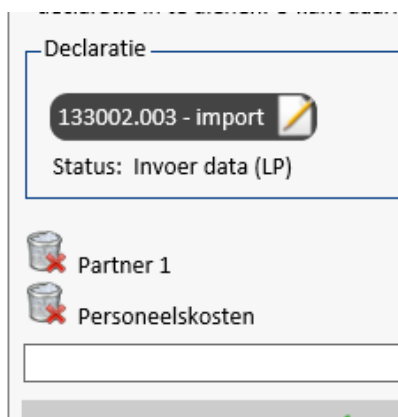 Declaratie
133002.003 - import
Status: Invoer data (LP)
Partner 1
Personeelskosten